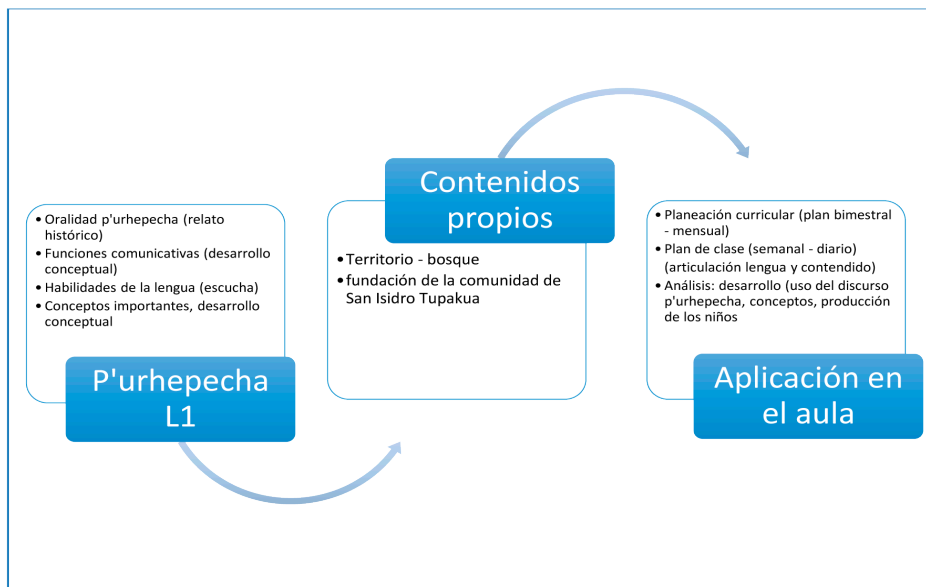 • Oralidad p'urhepecha (relato
histórico)
• Funciones comunicativas (desarrollo
conceptual)
• Habilidades de la lengua (escucha)
• Conceptos importantes, desarrollo
conceptual
P'urhepecha
L1
Contenidos
propios
• Territorio - bosque
• fundación de la comunidad de
San Isidro Tupakua
• Planeación curricular (plan bimestral
- mensual)
• Plan de clase (semanal - diario)
(articulación lengua y contendido)
• Análisis: desarrollo (uso del discurso
p'urhepecha, conceptos, producción
de los niños
Aplicación en
el aula